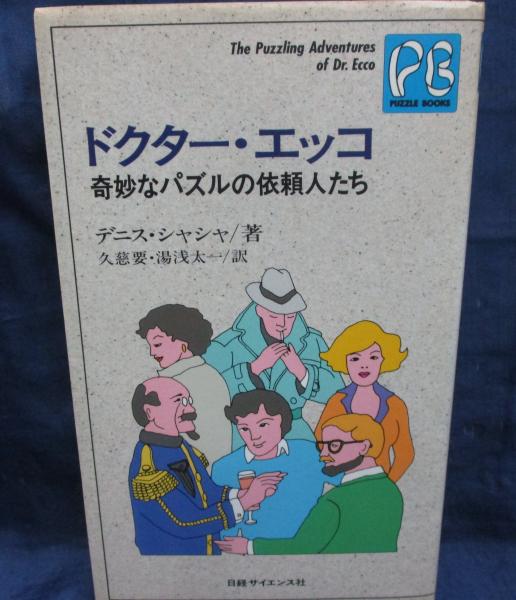 The Puzzling Adventures
of Dr. Ecco
PB
PUZZLE BOOKS
ドクター・エッコ
奇妙なパズルの依頼人たち
デニス・シャシャ/著
久慈要・湯浅太一/訳
日経サイエンス社